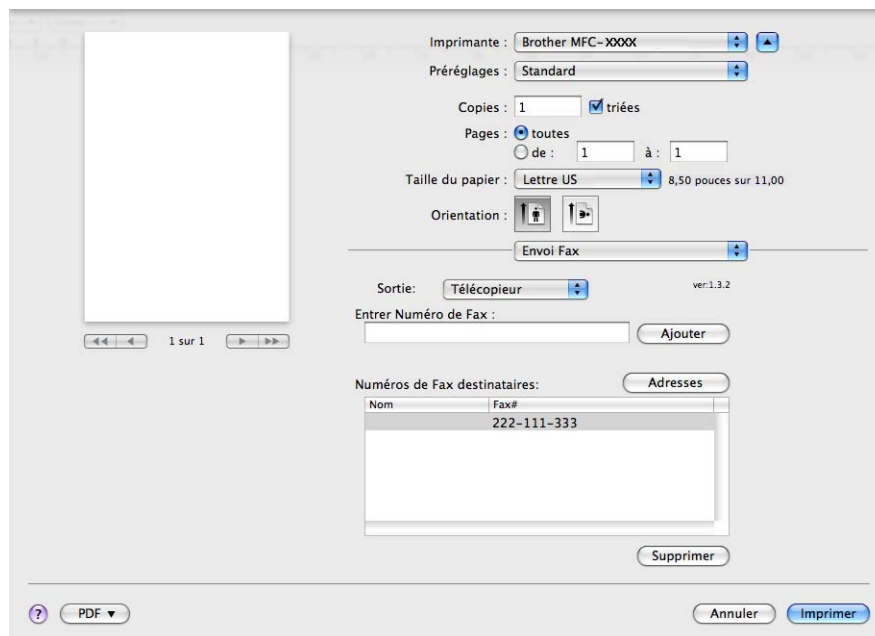 Imprimante : Brother MFC-XXXX
Préréglages : Standard
Copies : 1 triées
Pages : toutes
de : 1 à : 1
Taille du papier : Lettre US 8,50 pouces sur 11,00
Orientation :
Envoi Fax
Sortie: Télécopieur ver:1.3.2
Entrer Numéro de Fax :
Ajouter
1 sur 1
Numéros de Fax destinataires: Adresses
Nom Fax#
222-111-333
Supprimer
? PDF Annuler Imprimer